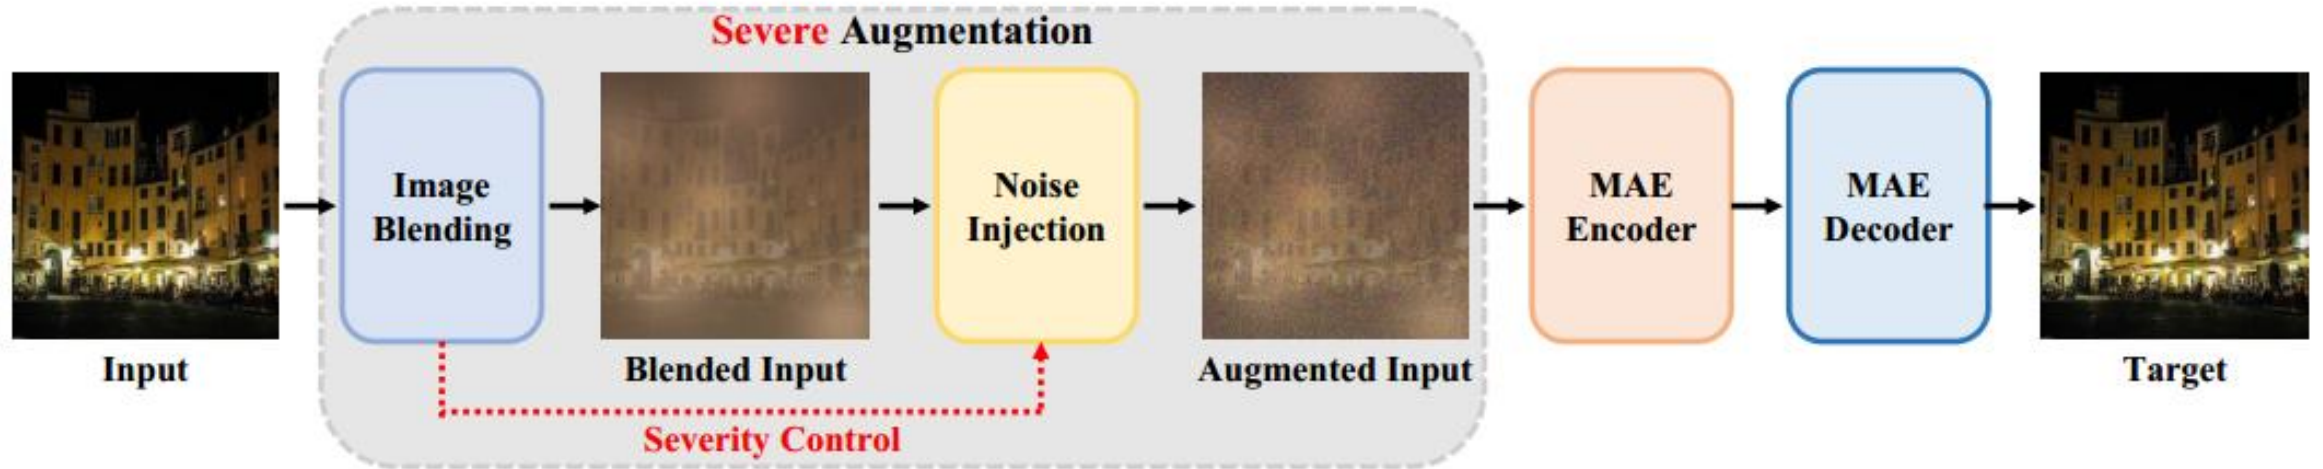 Severe Augmentation
Image
Blending
Noise
Injection
MAE
Encoder
MAE
Decoder
Input
Blended Input
Augmented Input
Target
Severity Control